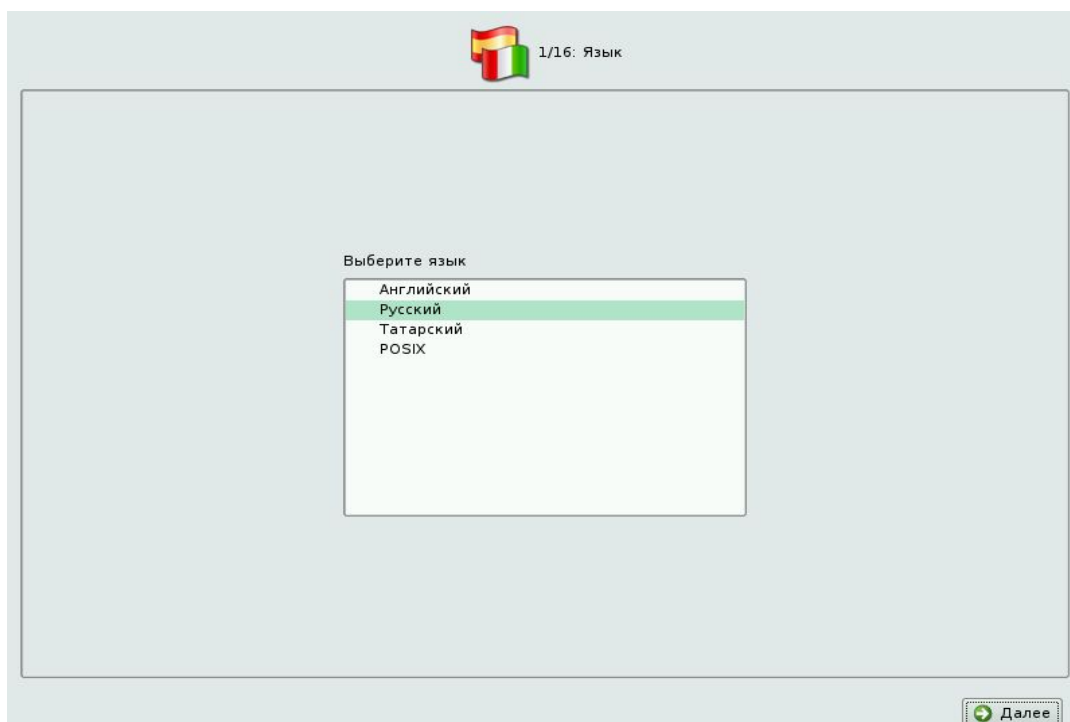 1/16: Язык
Выберите язык
Английский
Русский
Татарский
POSIX
Далее